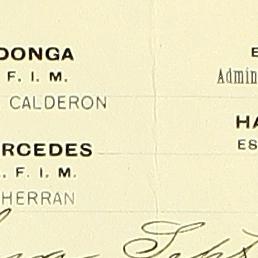 DONGA
F. I. M.
CALDERON
RCEDES
. F. I. M.
HERRAN
E
Admin
HA
ES